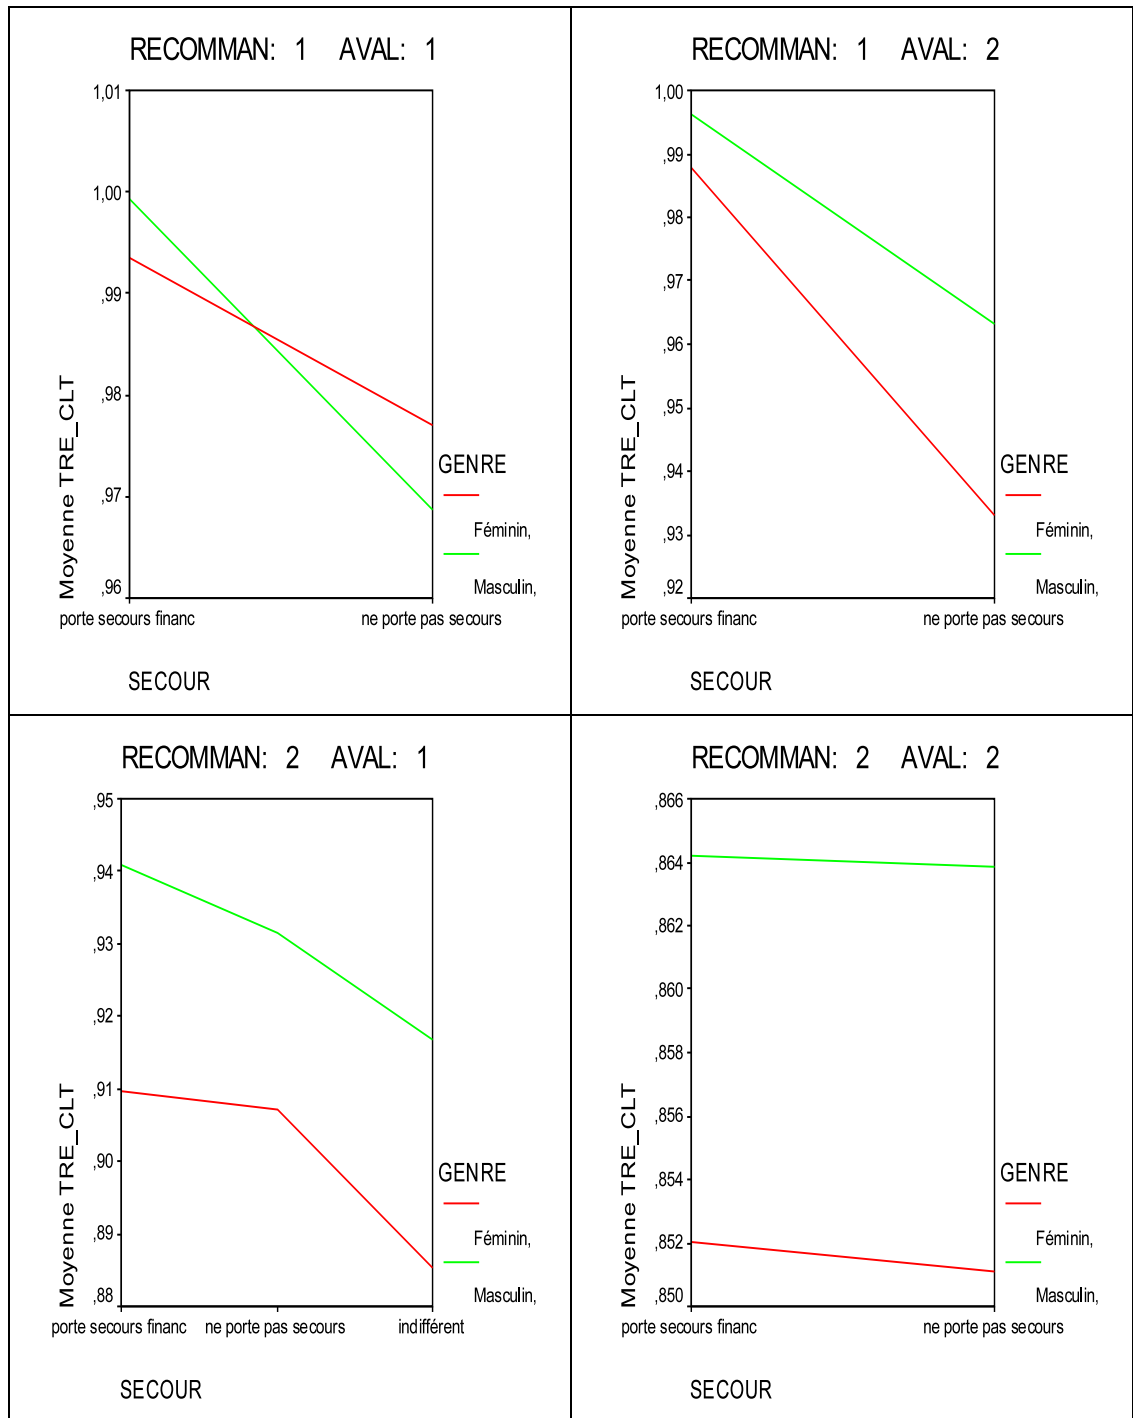 RECOMMAN: 1 AVAL: 1
1,01
1,00
,99
,98
,97
,96
Moyenne TRE_CLT
porte secours financ
ne porte pas secours
SECOUR
GENRE
Féminin,
Masculin,
RECOMMAN: 1 AVAL: 2
1,00
,99
,98
,97
,96
,95
,94
,93
,92
Moyenne TRE_CLT
porte secours financ
ne porte pas secours
SECOUR
GENRE
Féminin,
Masculin,
RECOMMAN: 2 AVAL: 1
,95
,94
,93
,92
,91
,90
,89
,88
Moyenne TRE_CLT
porte secours financ
ne porte pas secours
indifférent
SECOUR
GENRE
Féminin,
Masculin,
RECOMMAN: 2 AVAL: 2
,866
,864
,862
,860
,858
,856
,854
,852
,850
Moyenne TRE_CLT
porte secours financ
ne porte pas secours
SECOUR
GENRE
Féminin,
Masculin,